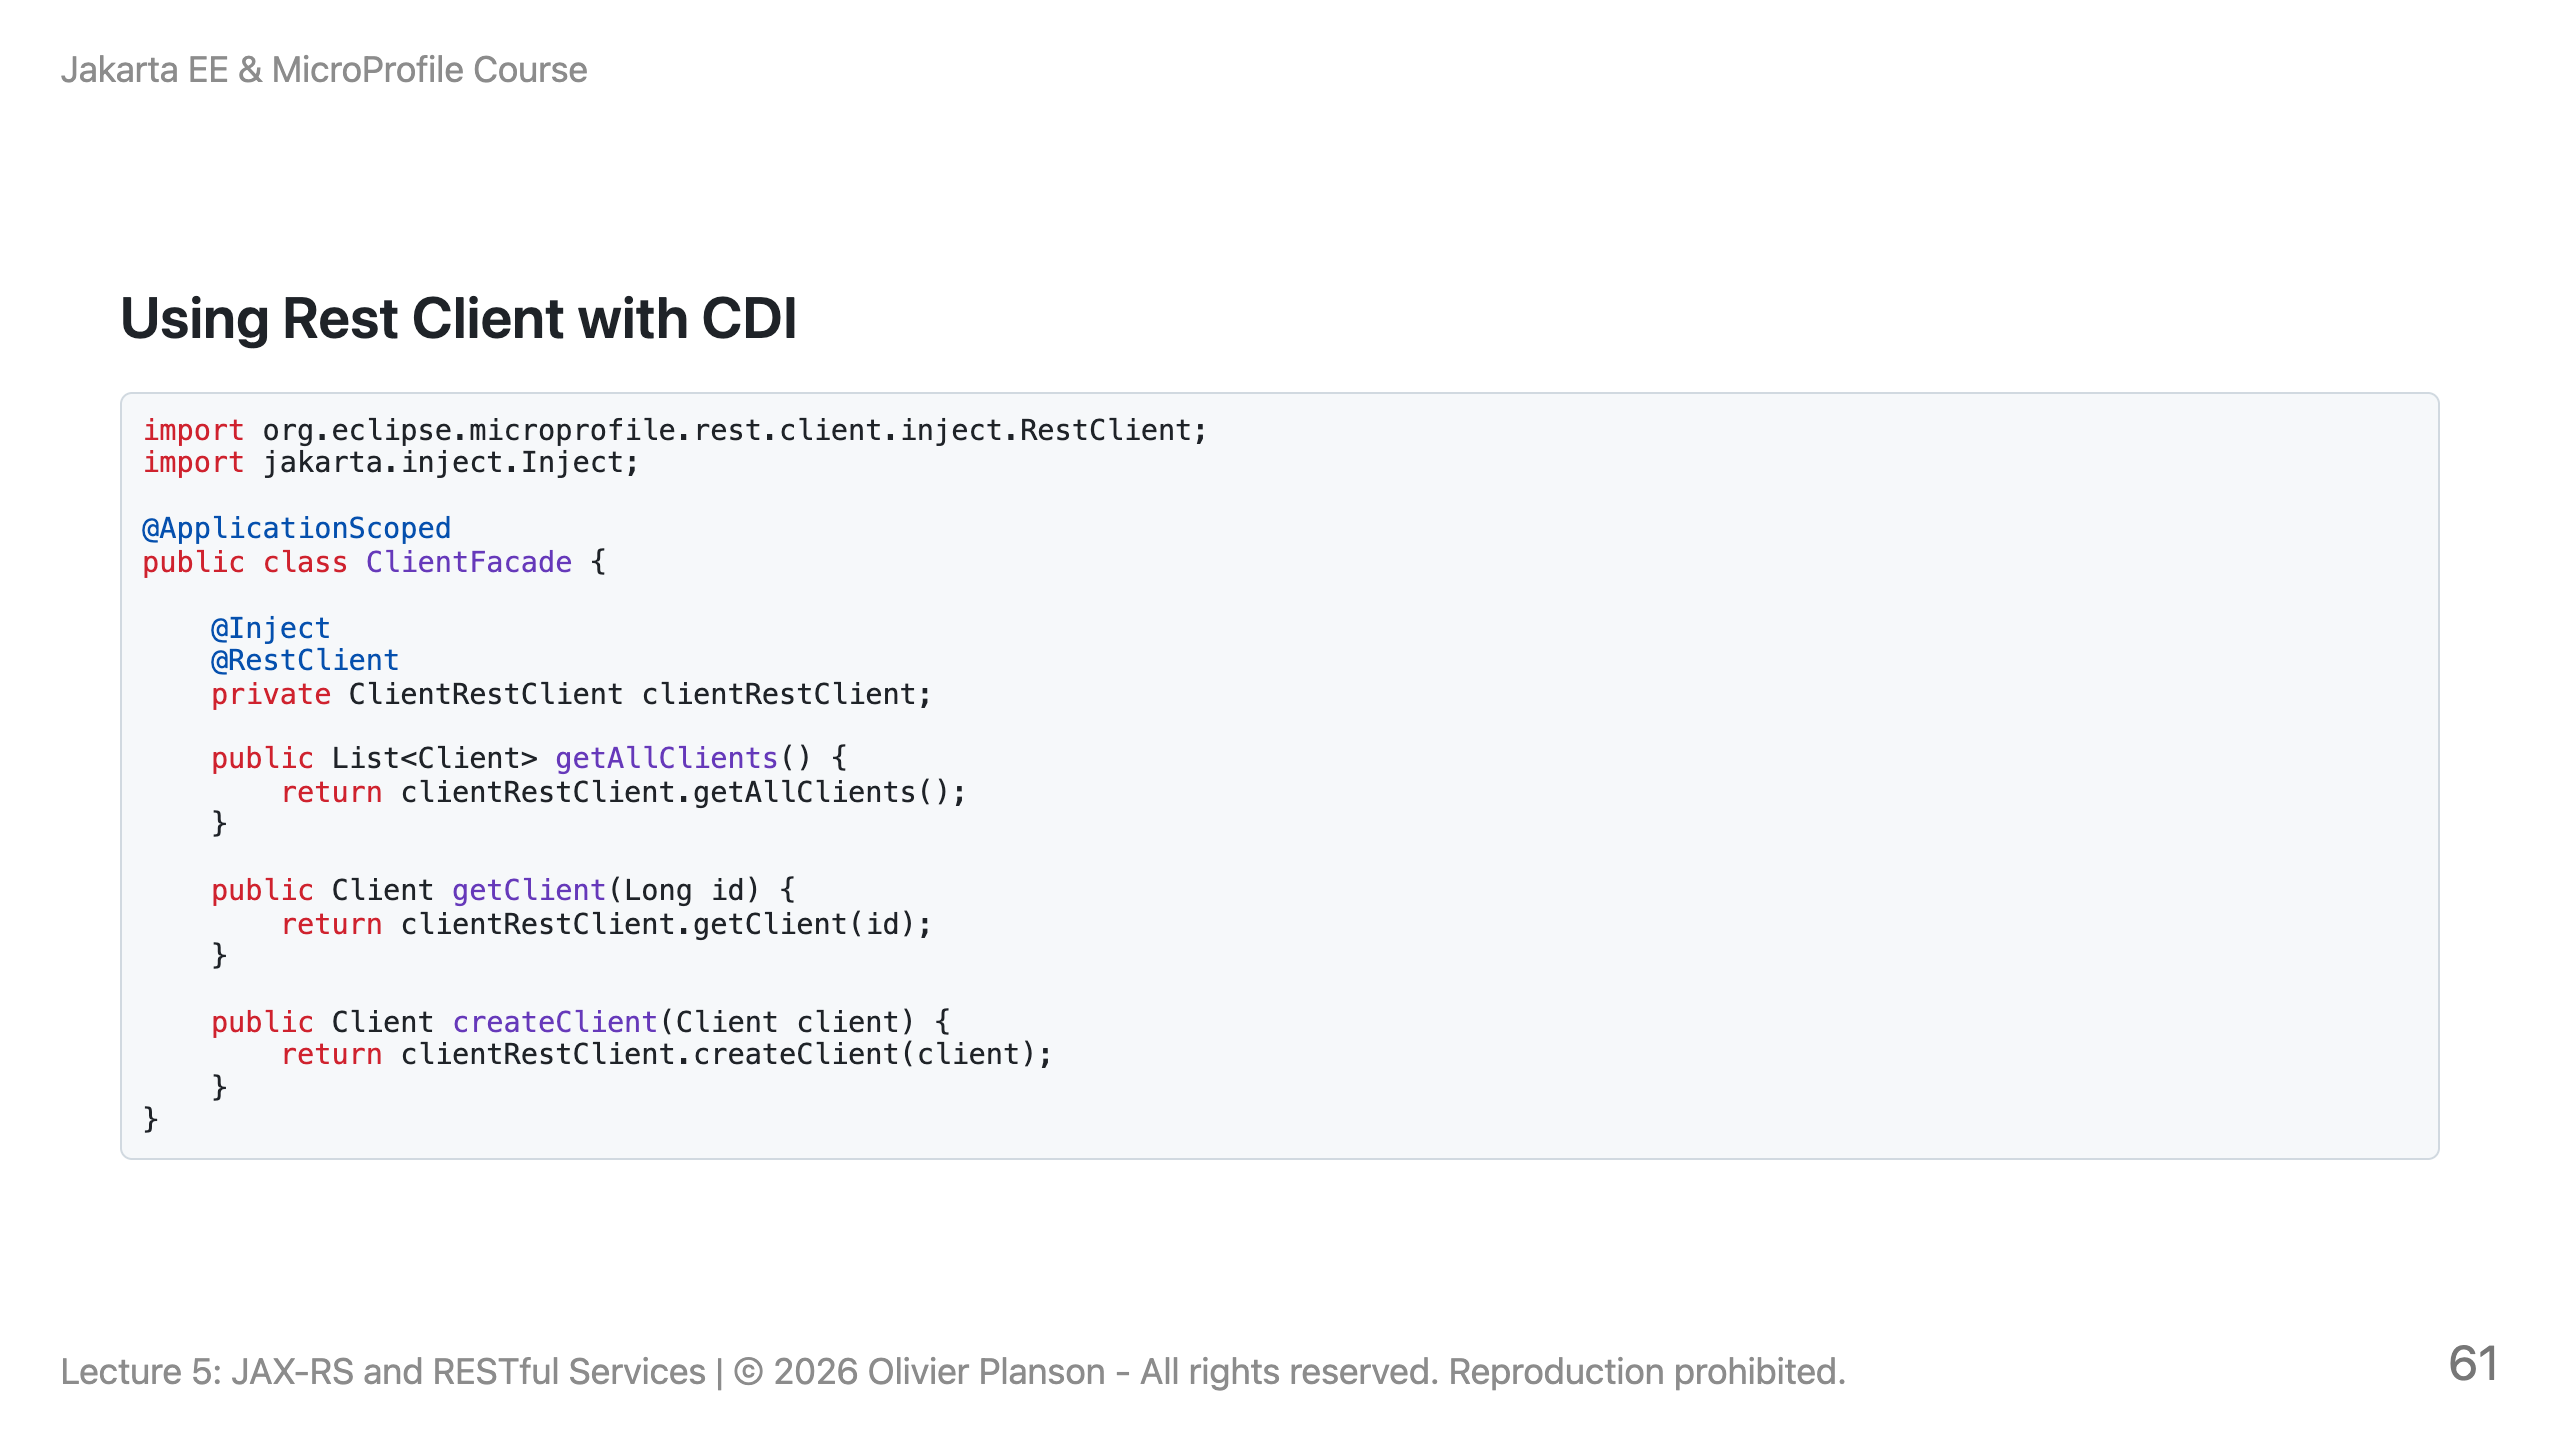 Jakarta EE & MicroProfile Course
Using Rest Client with CDI
import org.eclipse.microprofile.rest.client.inject.RestClient;
import jakarta.inject.Inject;

@ApplicationScoped
public class ClientFacade {

    @Inject
    @RestClient
    private ClientRestClient clientRestClient;

    public List<Client> getAllClients() {
        return clientRestClient.getAllClients();
    }

    public Client getClient(Long id) {
        return clientRestClient.getClient(id);
    }

    public Client createClient(Client client) {
        return clientRestClient.createClient(client);
    }
}
Lecture 5: JAX-RS and RESTful Services | © 2026 Olivier Planson - All rights reserved. Reproduction prohibited.
61